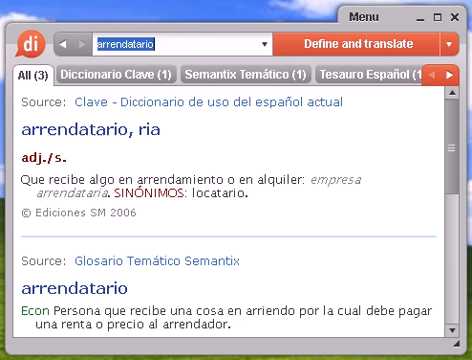 Menu
di
arrendatario
Define and translate
All (3)
Diccionario Clave (1)
Semantix Temático (1)
Tesauro Español (1
Source: Clave - Diccionario de uso del español actual
arrendatario, ria
adj./s.
Que recibe algo en arrendamiento o en alquiler: empresa
arrendataria. SINÓNIMOS: locatario.
© Ediciones SM 2006
Source: Glosario Temático Semantix
arrendatario
Econ Persona que recibe una cosa en arriendo por la cual debe pagar
una renta o precio al arrendador.